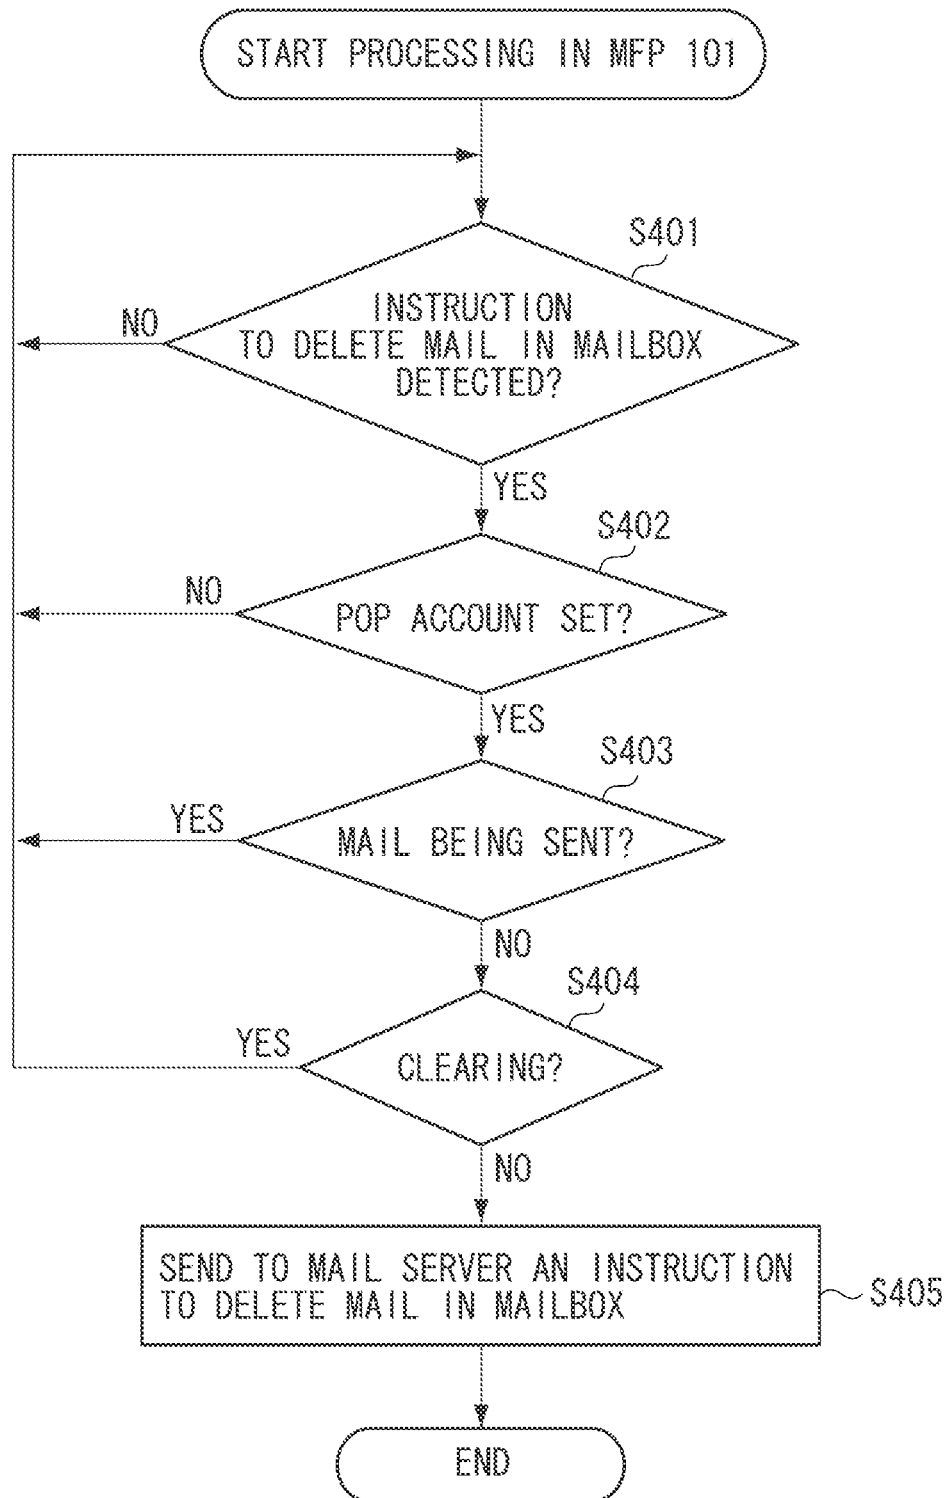 START PROCESSING IN MFP 101
S401
INSTRUCTION
TO DELETE MAIL IN MAILBOX
DETECTED?
NO
YES
S402
POP ACCOUNT SET?
NO
YES
S403
MAIL BEING SENT?
YES
NO
S404
CLEARING?
YES
NO
SEND TO MAIL SERVER AN INSTRUCTION
TO DELETE MAIL IN MAILBOX
S405
END